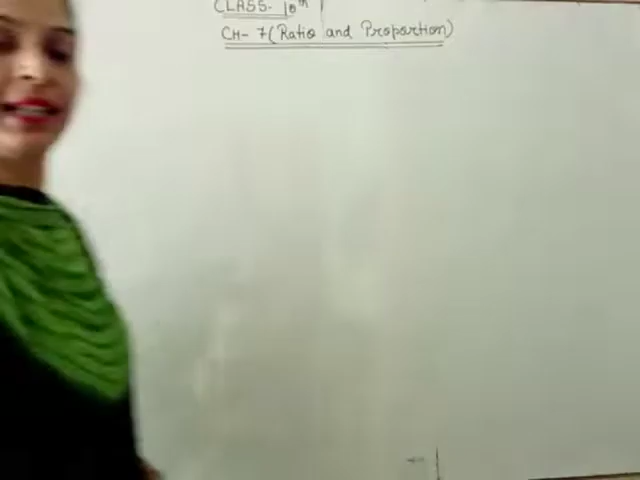 CLASS- 10th
CH- 7 (Ratio and Proportion)